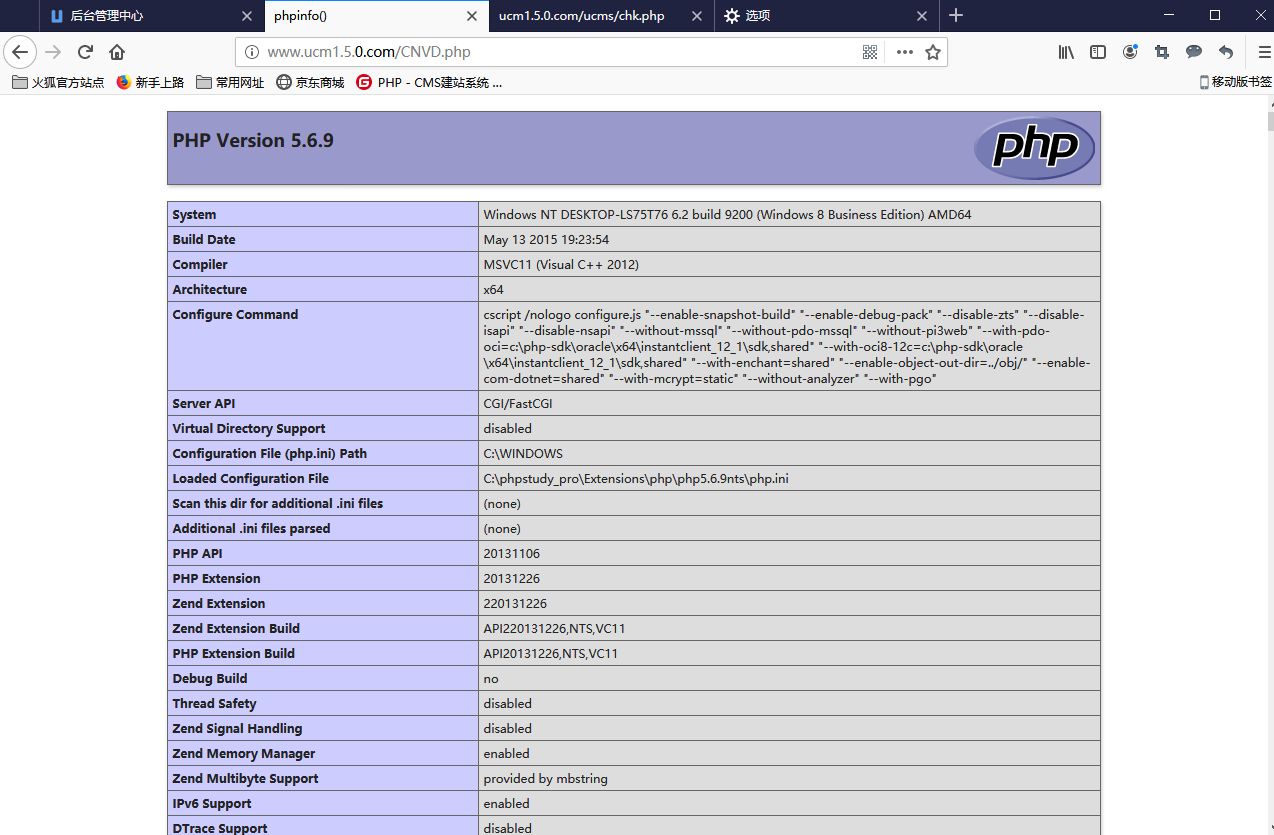 后台管理中心
phpinfo()
ucm1.5.0.com/ucms/chk.php
选项
www.ucm1.5.0.com/CNVD.php
火狐官方站点 新手上路 常用网址 京东商城 PHP - CMS建站系统 ... 移动版书签
PHP Version 5.6.9
php
System Windows NT DESKTOP-LS75T76 6.2 build 9200 (Windows 8 Business Edition) AMD64
Build Date May 13 2015 19:23:54
Compiler MSVC11 (Visual C++ 2012)
Architecture x64
Configure Command cscript /nologo configure.js "--enable-snapshot-build" "--enable-debug-pack" "--disable-zts" "--disable-
isapi" "--disable-nsapi" "--without-mssql" "--without-pdo-mssql" "--without-pi3web" "--with-pdo-
oci=c:\php-sdk\oracle\x64\instantclient_12_1\sdk,shared" "--with-oci8-12c=c:\php-sdk\oracle
\x64\instantclient_12_1\sdk,shared" "--with-enchant=shared" "--enable-object-out-dir=../obj/" "--enable-
com-dotnet=shared" "--with-mcrypt=static" "--without-analyzer" "--with-pgo"
Server API CGI/FastCGI
Virtual Directory Support disabled
Configuration File (php.ini) Path C:\WINDOWS
Loaded Configuration File C:\phpstudy_pro\Extensions\php\php5.6.9nts\php.ini
Scan this dir for additional .ini files (none)
Additional .ini files parsed (none)
PHP API 20131106
PHP Extension 20131226
Zend Extension 220131226
Zend Extension Build API220131226,NTS,VC11
PHP Extension Build API20131226,NTS,VC11
Debug Build no
Thread Safety disabled
Zend Signal Handling disabled
Zend Memory Manager enabled
Zend Multibyte Support provided by mbstring
IPv6 Support enabled
DTrace Support disabled